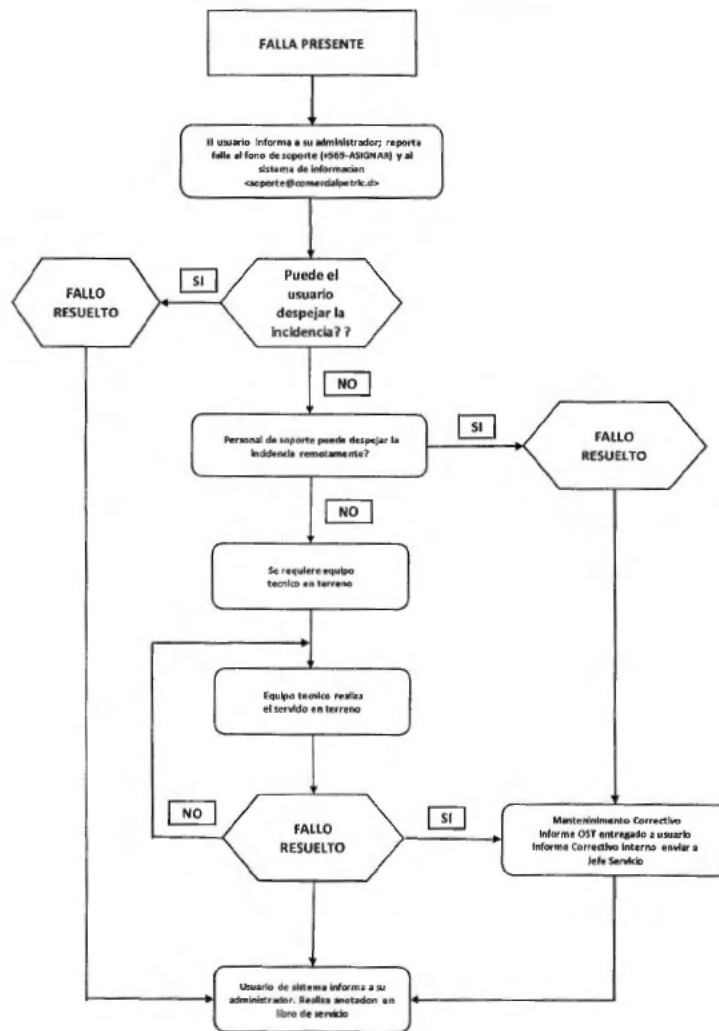 FALLA PRESENTE
El usuario informa a su administrador; reporta
falla al fono de soporte (+569-ASIGNAR) y al
sistema de informacion
<soporte@comercialpetric.cl>
SI
FALLO
RESUELTO
Puede el
usuario
despejar la
incidencia? ?
NO
Personal de soporte puede despejar la
incidencia remotamente?
SI
FALLO
RESUELTO
NO
Se requiere equipo
tecnico en terreno
Equipo tecnico realiza
el servido en terreno
NO
FALLO
RESUELTO
SI
Manteninimento Correctivo
Informe OST entregado a usuario
Informe Correctivo interno enviar a
Jefe Servicio
Usuario de sistema informa a su
administrador. Realiza anotadon en
libro de servicio